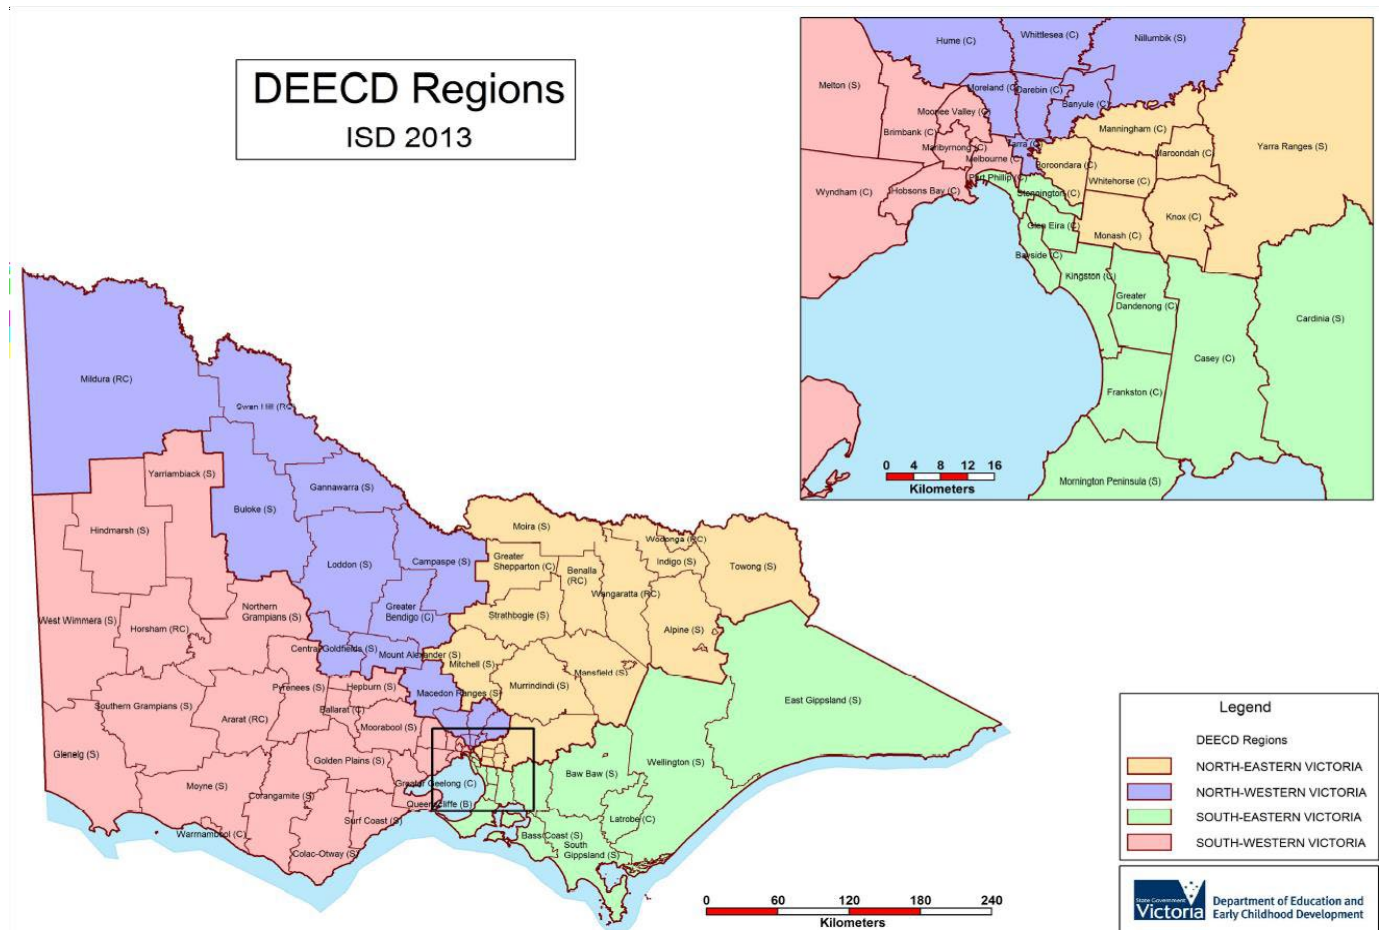 DEECD Regions
ISD 2013
Hume (C)
Whittlesea (C)
Nillumbik (S)
Melton (S)
Moreland (C)
Darebin (C)
Banyule (C)
Moonee Valley (C)
Brimbank (C)
Manningham (C)
Maribyrnong (C)
Yarra (C)
Maroondah (C)
Yarra Ranges (S)
Melbourne (C)
Boroondara (C)
Port Phillip (C)
Whitehorse (C)
Wyndham (C)
Hobsons Bay (C)
Stonnington (C)
Knox (C)
Glen Eira (C)
Monash (C)
Bayside (C)
Kingston (C)
Greater
Dandenong (C)
Cardinia (S)
Casey (C)
Frankston (C)
Mornington Peninsula (S)
0 4 8 12 16
Kilometers
Mildura (RC)
Swan Hill (RC)
Yarriambiack (S)
Gannawarra (S)
Buloke (S)
Hindmarsh (S)
Moira (S)
Wodonga (RC)
Loddon (S)
Campaspe (S)
Greater
Shepparton (C)
Benalla
(RC)
Indigo (S)
Towong (S)
Wangaratta (RC)
Northern
Grampians (S)
Greater
Bendigo (C)
Strathbogie (S)
West Wimmera (S)
Horsham (RC)
Alpine (S)
Central Goldfields (S)
Mount Alexander (S)
Mitchell (S)
Mansfield (S)
Pyrenees (S)
Hepburn (S)
Macedon Ranges (S)
Murrindindi (S)
East Gippsland (S)
Southern Grampians (S)
Ararat (RC)
Ballarat (C)
Moorabool (S)
Glenelg (S)
Golden Plains (S)
Wellington (S)
Baw Baw (S)
Moyne (S)
Corangamite (S)
Greater Geelong (C)
Queenscliffe (B)
Surf Coast (S)
Latrobe (C)
Warrnambool (C)
Colac-Otway (S)
Bass Coast (S)
South
Gippsland (S)
0 60 120 180 240
Kilometers
Legend
DEECD Regions
NORTH-EASTERN VICTORIA
NORTH-WESTERN VICTORIA
SOUTH-EASTERN VICTORIA
SOUTH-WESTERN VICTORIA
State Government
Victoria
Department of Education and
Early Childhood Development